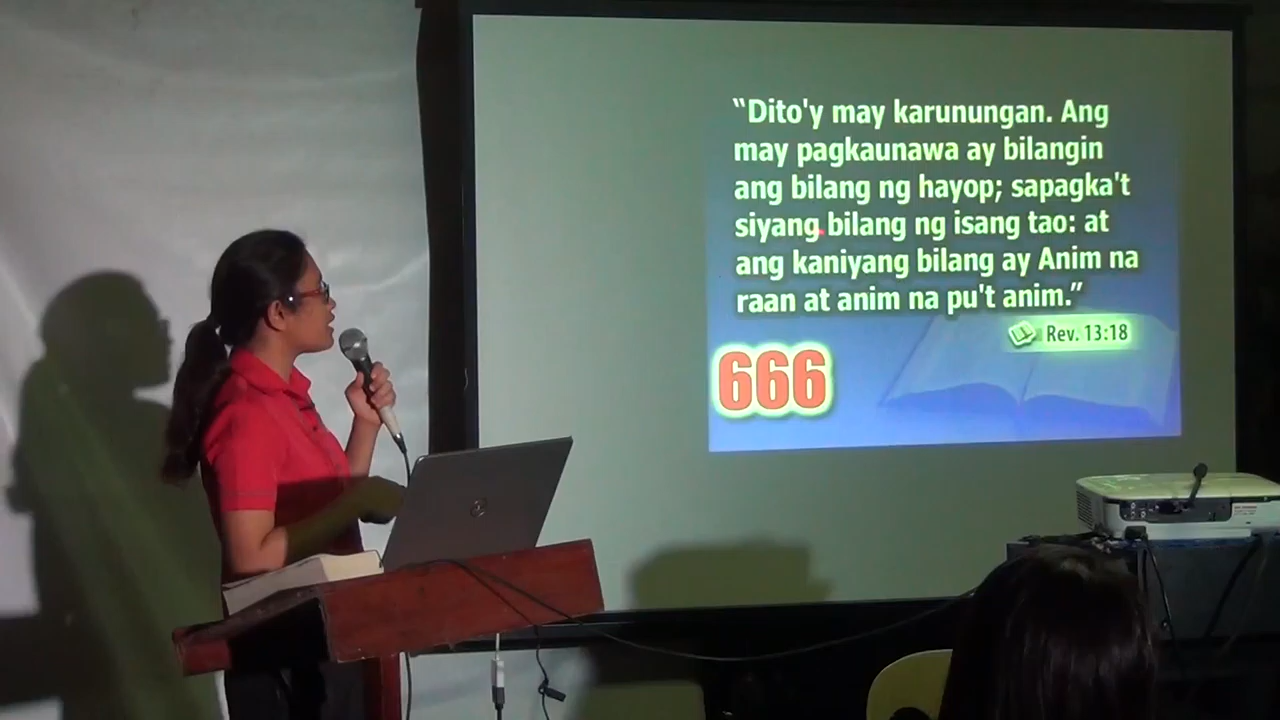 “Dito'y may karunungan. Ang
may pagkaunawa ay bilangin
ang bilang ng hayop; sapagka't
siyang bilang ng isang tao: at
ang kaniyang bilang ay Anim na
raan at anim na pu't anim.”
Rev. 13:18
666